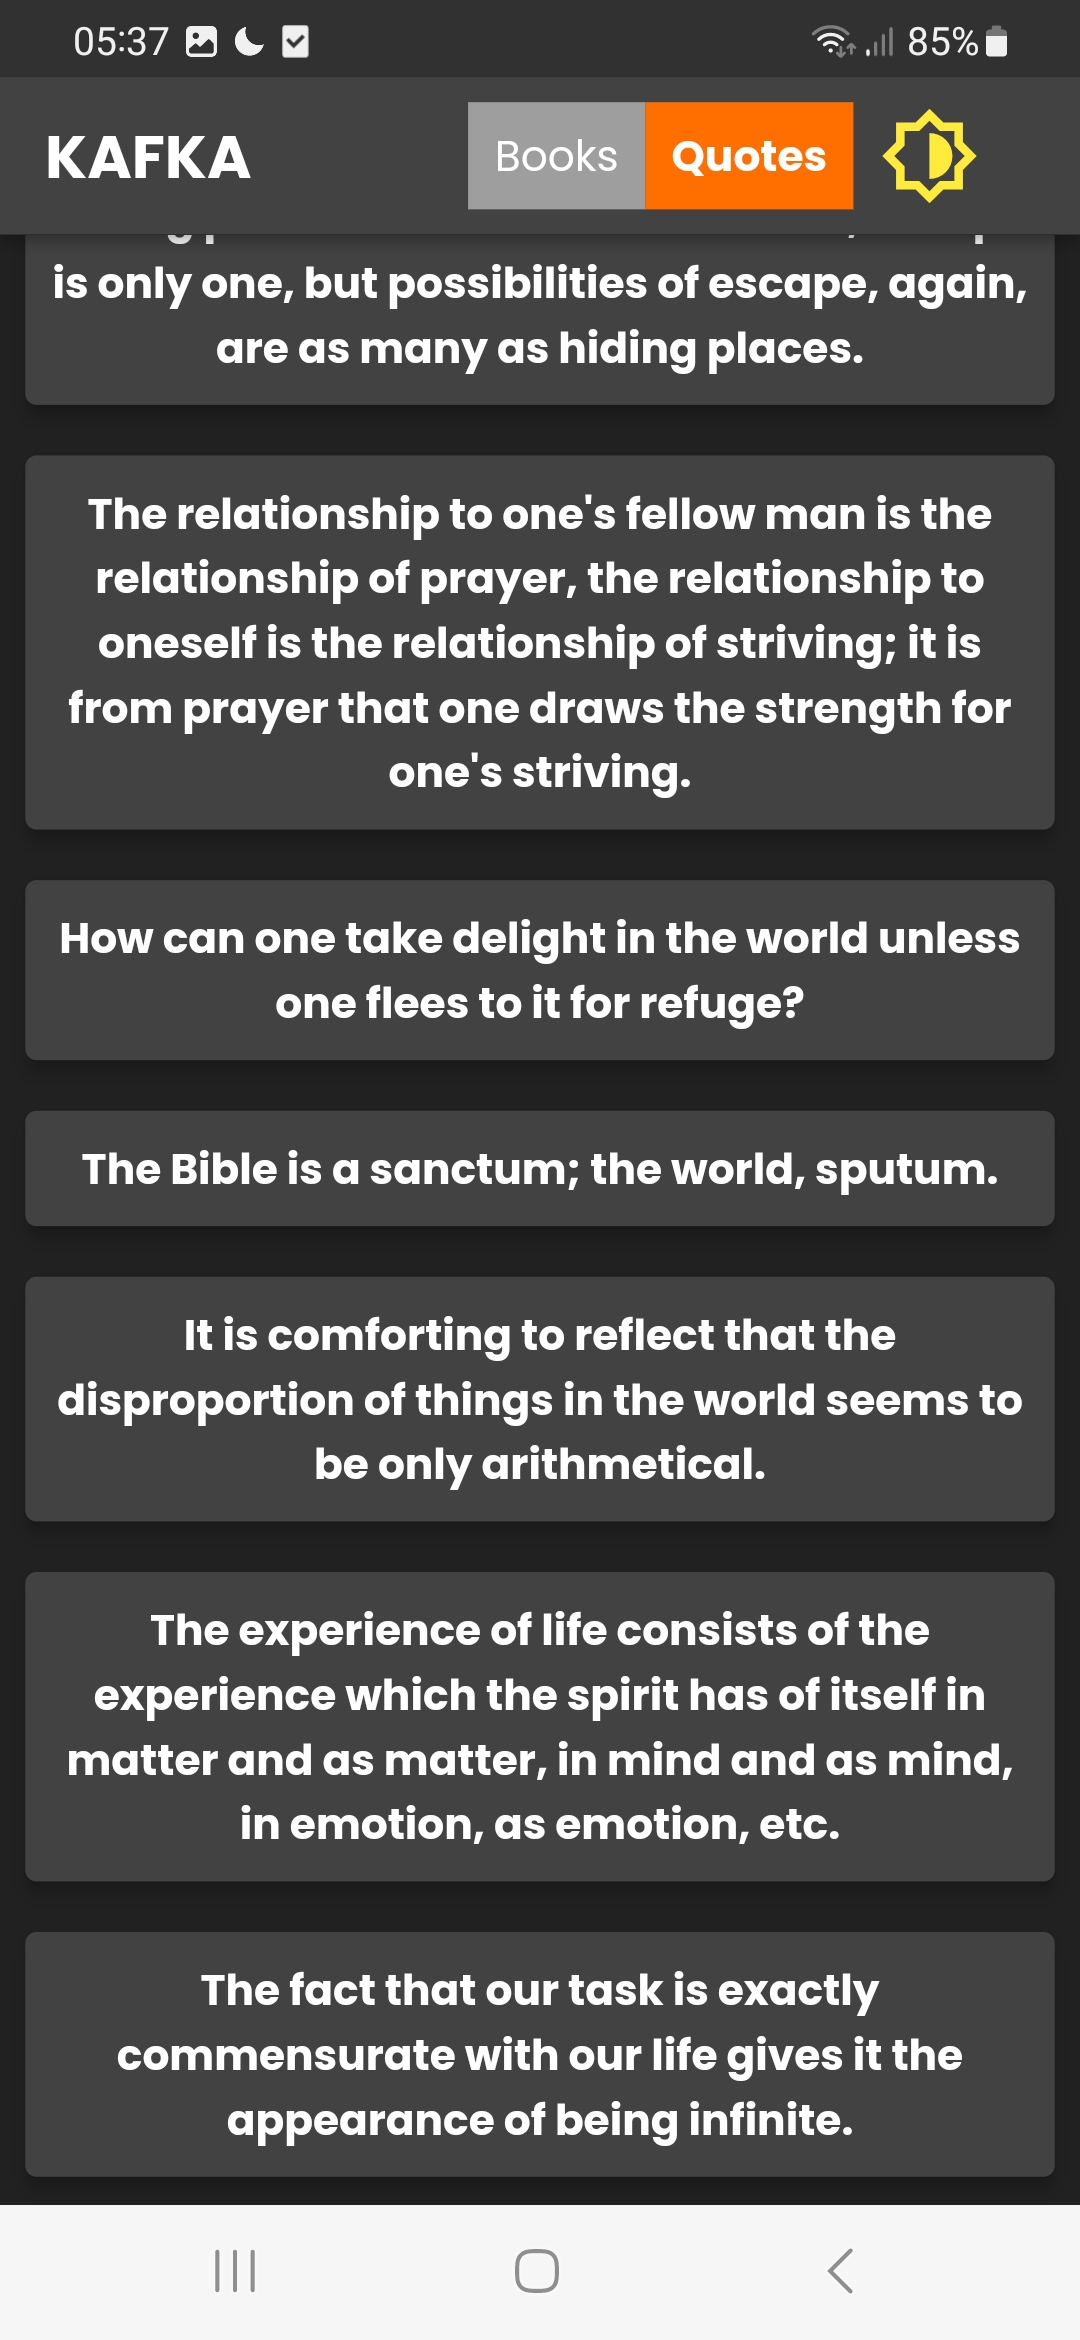 05:37
85%
KAFKA
Books
Quotes
is only one, but possibilities of escape, again,
are as many as hiding places.
The relationship to one's fellow man is the
relationship of prayer, the relationship to
oneself is the relationship of striving; it is
from prayer that one draws the strength for
one's striving.
How can one take delight in the world unless
one flees to it for refuge?
The Bible is a sanctum; the world, sputum.
It is comforting to reflect that the
disproportion of things in the world seems to
be only arithmetical.
The experience of life consists of the
experience which the spirit has of itself in
matter and as matter, in mind and as mind,
in emotion, as emotion, etc.
The fact that our task is exactly
commensurate with our life gives it the
appearance of being infinite.